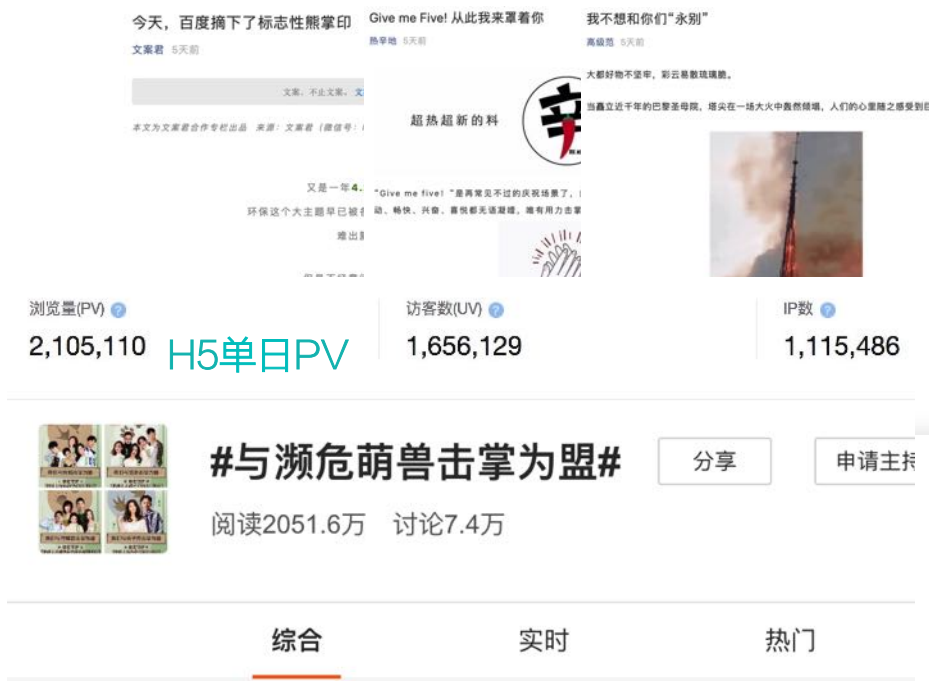 今天，百度摘下了标志性熊掌印
文案君 5天前
文案，不止文案。
本文为文案君合作专栏出品 来源：文案君（微信号：
又是一年4.
环保这个大主题早已被
难出
Give me Five! 从此我来罩着你
热辛地 5天前
超热超新的料
辛
"Give me five! "是再常见不过的庆祝场景了，
动、畅快、兴奋、喜悦都无语凝噎，唯有用力击掌
我不想和你们“永别”
高级范 5天前
大都好物不坚牢，彩云易散琉璃脆。
当矗立近千年的巴黎圣母院，塔尖在一场大火中轰然倾塌，人们的心里随之感受到巨
浏览量(PV) ?
2,105,110
H5单日PV
访客数(UV) ?
1,656,129
IP数 ?
1,115,486
#与濒危萌兽击掌为盟#
分享
申请主持
阅读2051.6万 讨论7.4万
综合
实时
热门